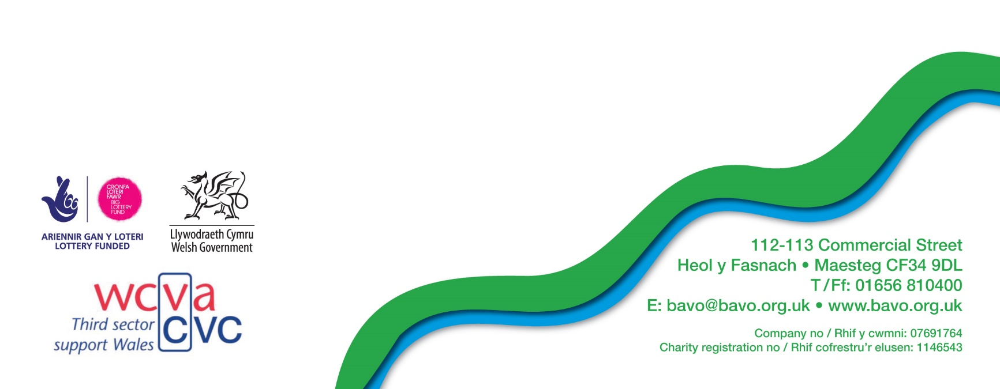 CRONFA
LOTERI
FAWR
BIG
LOTTERY
FUND
ARIENNIR GAN Y LOTERI
LOTTERY FUNDED
Llywodraeth Cymru
Welsh Government
wcva
Third sector
support Wales
CVC
112-113 Commercial Street
Heol y Fasnach • Maesteg CF34 9DL
T/Ff: 01656 810400
E: bavo@bavo.org.uk • www.bavo.org.uk
Company no / Rhif y cwmni: 07691764
Charity registration no / Rhif cofrestru’r elusen: 1146543